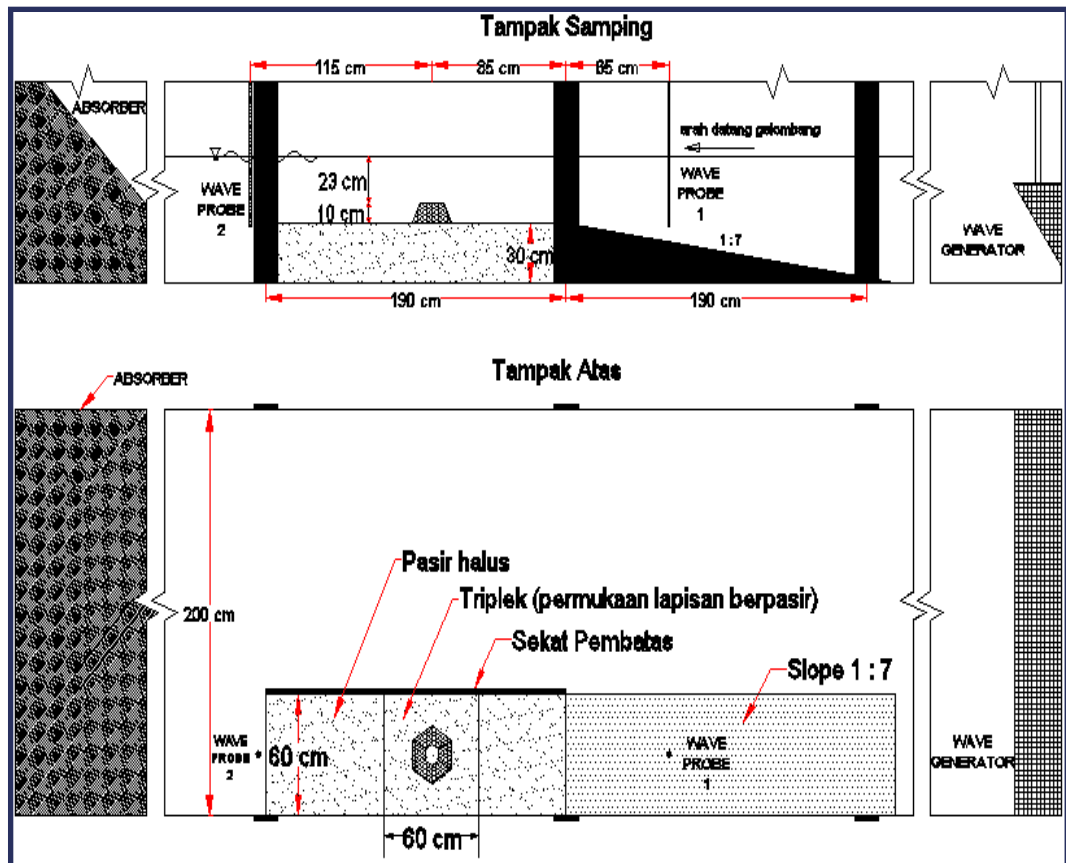 Tampak Samping
115 cm
85 cm
65 cm
ABSORBER
arah datang gelombang
WAVE
PROBE
2
23 cm
10 cm
WAVE
PROBE
1
1:7
30 cm
WAVE
GENERATOR
190 cm
190 cm
Tampak Atas
ABSORBER
Pasir halus
Triplek (permukaan lapisan berpasir)
200 cm
Sekat Pembatas
Slope 1 : 7
WAVE
PROBE
2
60 cm
WAVE
PROBE
1
WAVE
GENERATOR
60 cm